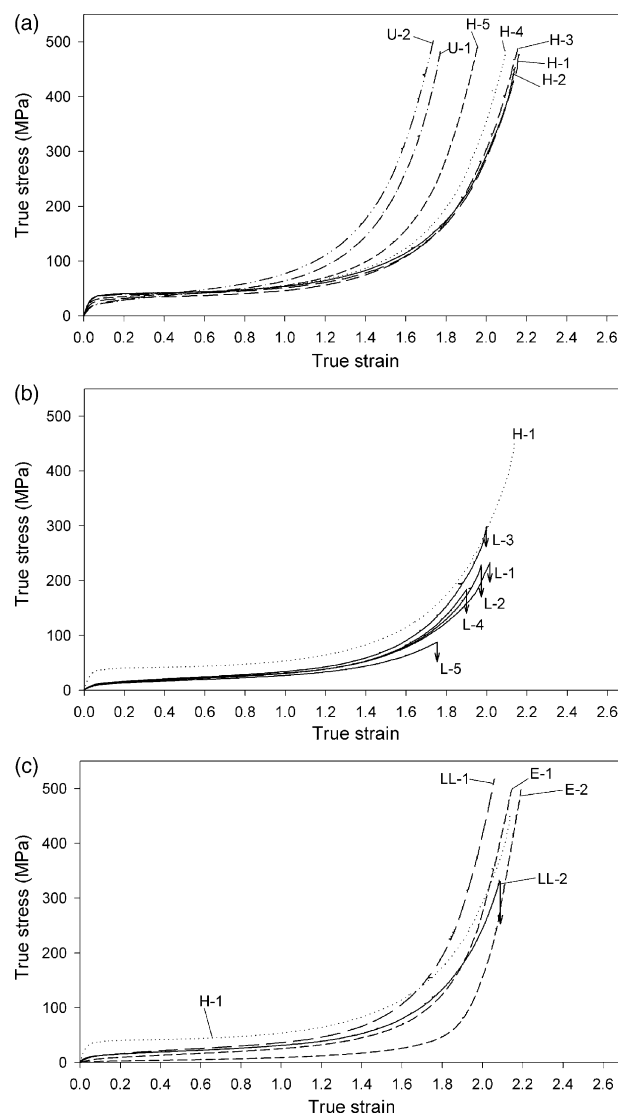 (a)
500
400
300
200
100
0
True stress (MPa)
U-2
U-1
H-5
H-4
H-3
H-1
H-2
0.0 0.2 0.4 0.6 0.8 1.0 1.2 1.4 1.6 1.8 2.0 2.2 2.4 2.6
True strain
(b)
500
400
300
200
100
0
True stress (MPa)
H-1
L-3
L-1
L-2
L-4
L-5
0.0 0.2 0.4 0.6 0.8 1.0 1.2 1.4 1.6 1.8 2.0 2.2 2.4 2.6
True strain
(c)
500
400
300
200
100
0
True stress (MPa)
LL-1
E-1
E-2
LL-2
H-1
0.0 0.2 0.4 0.6 0.8 1.0 1.2 1.4 1.6 1.8 2.0 2.2 2.4 2.6
True strain